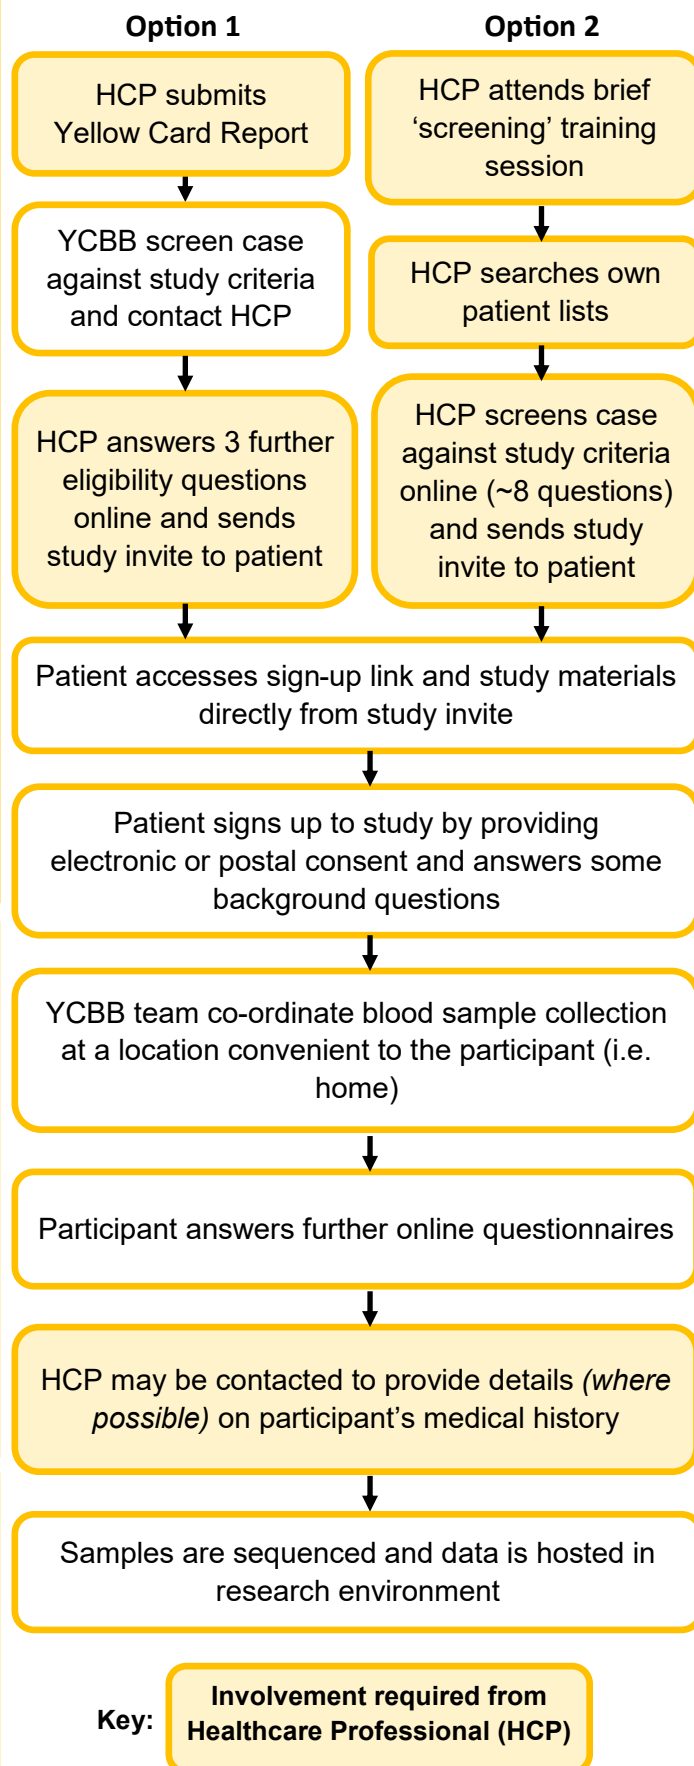 Option 1
HCP submits
Yellow Card Report
YCBB screen case
against study criteria
and contact HCP
HCP answers 3 further
eligibility questions
online and sends
study invite to patient
Option 2
HCP attends brief
‘screening’ training
session
HCP searches own
patient lists
HCP screens case
against study criteria
online (~8 questions)
and sends study
invite to patient
Patient accesses sign-up link and study materials
directly from study invite
Patient signs up to study by providing
electronic or postal consent and answers some
background questions
YCBB team co-ordinate blood sample collection
at a location convenient to the participant (i.e.
home)
Participant answers further online questionnaires
HCP may be contacted to provide details (where
possible) on participant’s medical history
Samples are sequenced and data is hosted in
research environment
Key:
Involvement required from
Healthcare Professional (HCP)